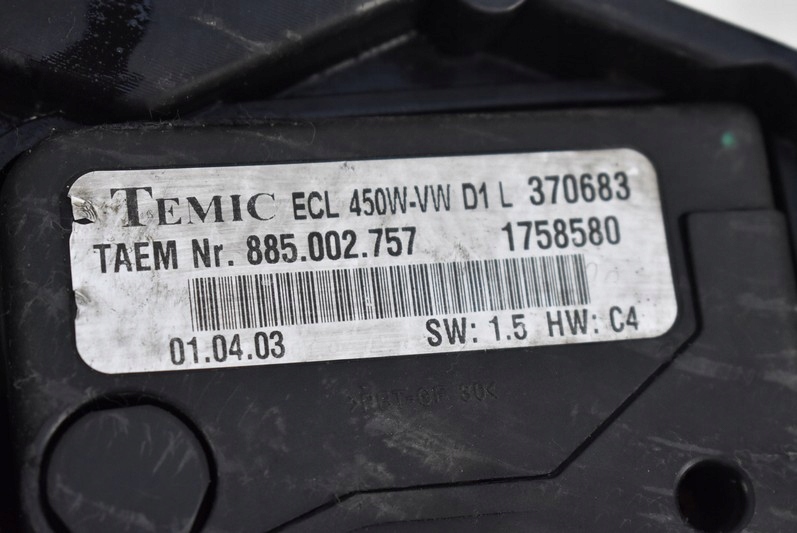 TEMIC ECL 450W-VW D1 L 370683
TAEM Nr. 885.002.757 1758580
01.04.03 SW: 1.5 HW: C4